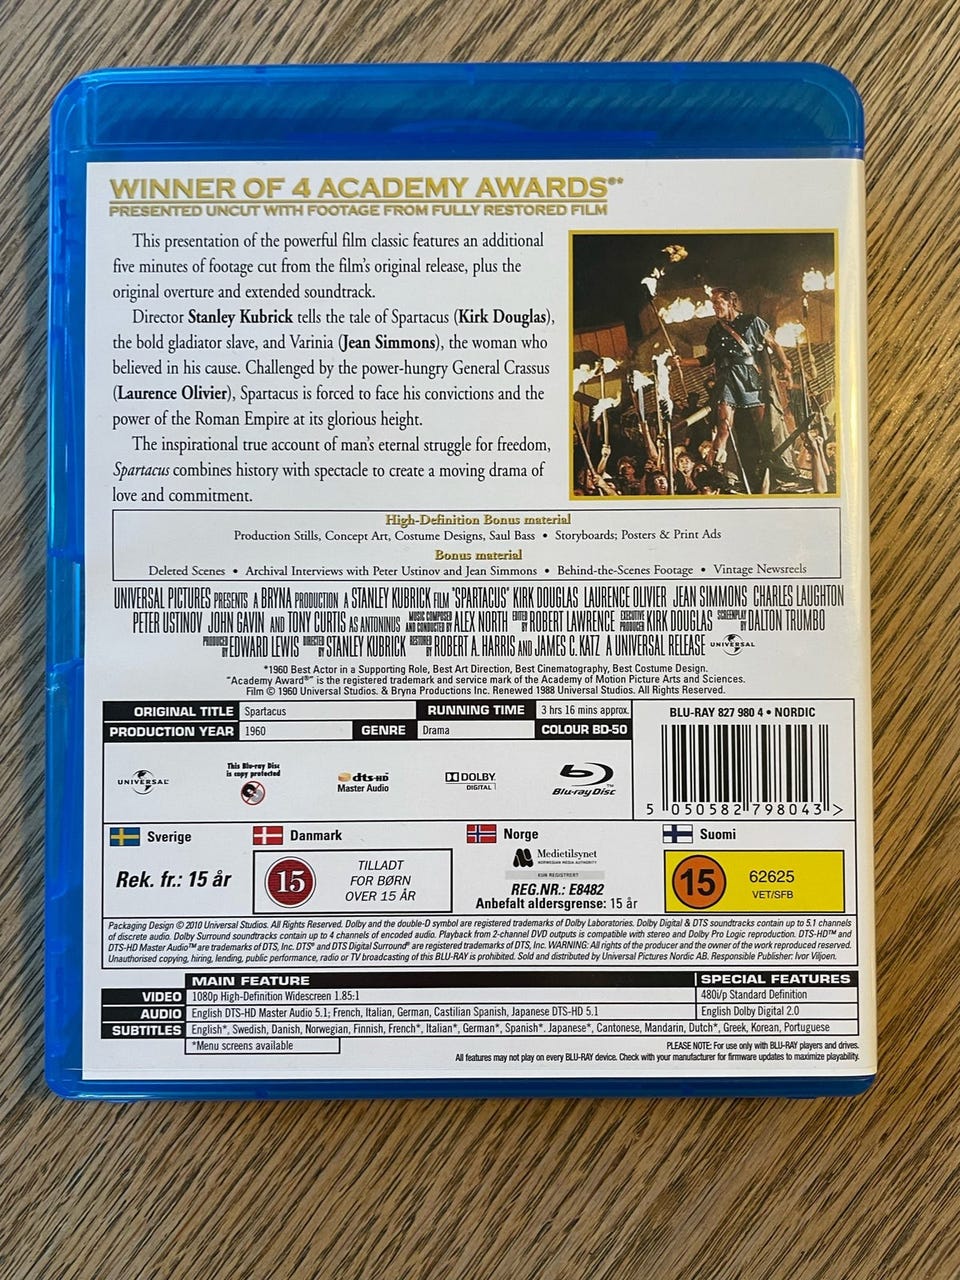 WINNER OF 4 ACADEMY AWARDS®*
PRESENTED UNCUT WITH FOOTAGE FROM FULLY RESTORED FILM
This presentation of the powerful film classic features an additional
five minutes of footage cut from the film's original release, plus the
original overture and extended soundtrack.
Director Stanley Kubrick tells the tale of Spartacus (Kirk Douglas),
the bold gladiator slave, and Varinia (Jean Simmons), the woman who
believed in his cause. Challenged by the power-hungry General Crassus
(Laurence Olivier), Spartacus is forced to face his convictions and the
power of the Roman Empire at its glorious height.
The inspirational true account of man's eternal struggle for freedom,
Spartacus combines history with spectacle to create a moving drama of
love and commitment.
High-Definition Bonus material
Production Stills, Concept Art, Costume Designs, Saul Bass • Storyboards; Posters & Print Ads
Bonus material
Deleted Scenes • Archival Interviews with Peter Ustinov and Jean Simmons • Behind-the-Scenes Footage • Vintage Newsreels
UNIVERSAL PICTURES PRESENTS A BRYNA PRODUCTION A STANLEY KUBRICK FILM "SPARTACUS" KIRK DOUGLAS LAURENCE OLIVIER JEAN SIMMONS CHARLES LAUGHTON
PETER USTINOV JOHN GAVIN AND TONY CURTIS AS ANTONINUS MUSIC COMPOSED AND CONDUCTED BY ALEX NORTH EDITED BY ROBERT LAWRENCE EXECUTIVE PRODUCER KIRK DOUGLAS SCREENPLAY BY DALTON TRUMBO
PRODUCED BY EDWARD LEWIS DIRECTED BY STANLEY KUBRICK RESTORED BY ROBERT A. HARRIS AND JAMES C. KATZ A UNIVERSAL RELEASE UNIVERSAL
*1960 Best Actor in a Supporting Role, Best Art Direction, Best Cinematography, Best Costume Design.
"Academy Award®" is the registered trademark and service mark of the Academy of Motion Picture Arts and Sciences.
Film © 1960 Universal Studios. & Bryna Productions Inc. Renewed 1988 Universal Studios. All Rights Reserved.
ORIGINAL TITLE Spartacus RUNNING TIME 3 hrs 16 mins approx.
PRODUCTION YEAR 1960 GENRE Drama COLOUR BD-50
BLU-RAY 827 980 4 • NORDIC
UNIVERSAL
This Blu-ray Disc
is copy protected
dts-HD
Master Audio
DOLBY
DIGITAL
Blu-ray Disc™
5 050582 798043 >
Sverige
Rek. fr.: 15 år
Danmark
15
TILLADT
FOR BØRN
OVER 15 ÅR
Norge
Medietilsynet
NORWEGIAN MEDIA AUTHORITY
KUN REGISTRERT
REG.NR.: E8482
Anbefalt aldersgrense: 15 år
Suomi
15
62625
VET/SFB
Packaging Design © 2010 Universal Studios. All Rights Reserved. Dolby and the double-D symbol are registered trademarks of Dolby Laboratories. Dolby Digital & DTS soundtracks contain up to 5.1 channels
of discrete audio. Dolby Surround soundtracks contain up to 4 channels of encoded audio. Playback from 2-channel DVD outputs is compatible with stereo and Dolby Pro Logic reproduction. DTS-HD™ and
DTS-HD Master Audio™ are trademarks of DTS, Inc. DTS® and DTS Digital Surround® are registered trademarks of DTS, Inc. WARNING: All rights of the producer and the owner of the work reproduced reserved.
Unauthorised copying, hiring, lending, public performance, radio or TV broadcasting of this BLU-RAY is prohibited. Sold and distributed by Universal Pictures Nordic AB. Responsible Publisher: Ivor Viljoen.
MAIN FEATURE SPECIAL FEATURES
VIDEO 1080p High-Definition Widescreen 1.85:1 480i/p Standard Definition
AUDIO English DTS-HD Master Audio 5.1; French, Italian, German, Castilian Spanish, Japanese DTS-HD 5.1 English Dolby Digital 2.0
SUBTITLES English*, Swedish, Danish, Norwegian, Finnish, French*, Italian*, German*, Spanish*. Japanese*, Cantonese, Mandarin, Dutch*, Greek, Korean, Portuguese
*Menu screens available
PLEASE NOTE: For use only with BLU-RAY players and drives.
All features may not play on every BLU-RAY device. Check with your manufacturer for firmware updates to maximize playability.